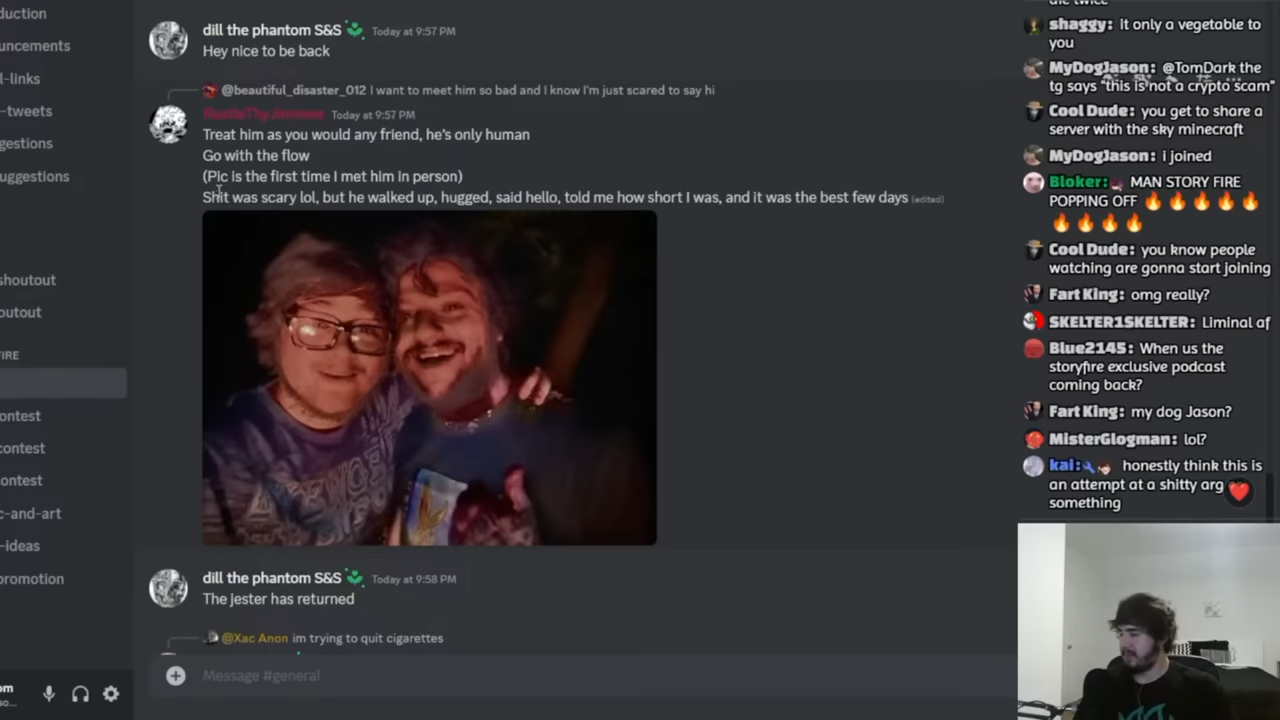 duction
uncements
l-links
-tweets
gestions
uggestions
shoutout
outout
FIRE
ontest
contest
ontest
c-and-art
-ideas
promotion
om
so...
dill the phantom S&S Today at 9:57 PM
Hey nice to be back
@beautiful_disaster_012 I want to meet him so bad and I know I'm just scared to say hi
Today at 9:57 PM
Treat him as you would any friend, he's only human
Go with the flow
(Pic is the first time I met him in person)
Shit was scary lol, but he walked up, hugged, said hello, told me how short I was, and it was the best few days (edited)
dill the phantom S&S Today at 9:58 PM
The jester has returned
@Xac Anon im trying to quit cigarettes
Message #general
die twice
shaggy: it only a vegetable to
you
MyDogJason: @TomDark the
tg says "this is not a crypto scam"
Cool Dude: you get to share a
server with the sky minecraft
MyDogJason: i joined
Bloker: MAN STORY FIRE
POPPING OFF 🔥🔥🔥🔥🔥
🔥🔥🔥🔥
Cool Dude: you know people
watching are gonna start joining
Fart King: omg really?
SKELTER1SKELTER: Liminal af
Blue2145: When us the
storyfire exclusive podcast
coming back?
Fart King: my dog Jason?
MisterGlogman: lol?
kai: honestly think this is
an attempt at a shitty arg
something